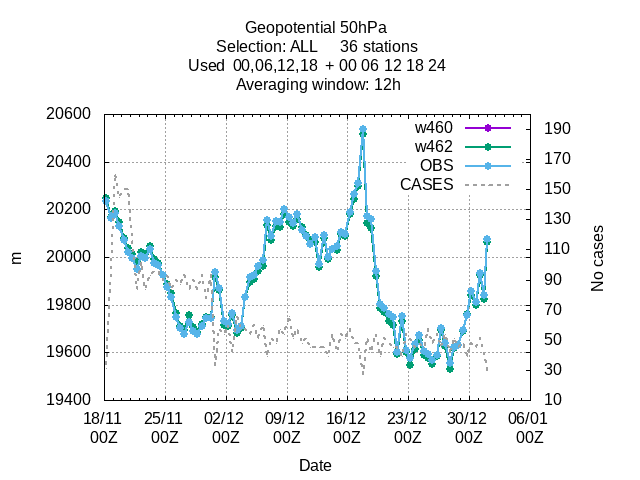 Geopotential 50hPa
Selection: ALL 36 stations
Used 00,06,12,18 + 00 06 12 18 24
Averaging window: 12h
20600
20400
20200
20000
19800
19600
19400
m
190
170
150
130
110
90
70
50
30
10
No cases
w460
w462
OBS
CASES
18/11 25/11 02/12 09/12 16/12 23/12 30/12 06/01
00Z 00Z 00Z 00Z 00Z 00Z 00Z 00Z
Date